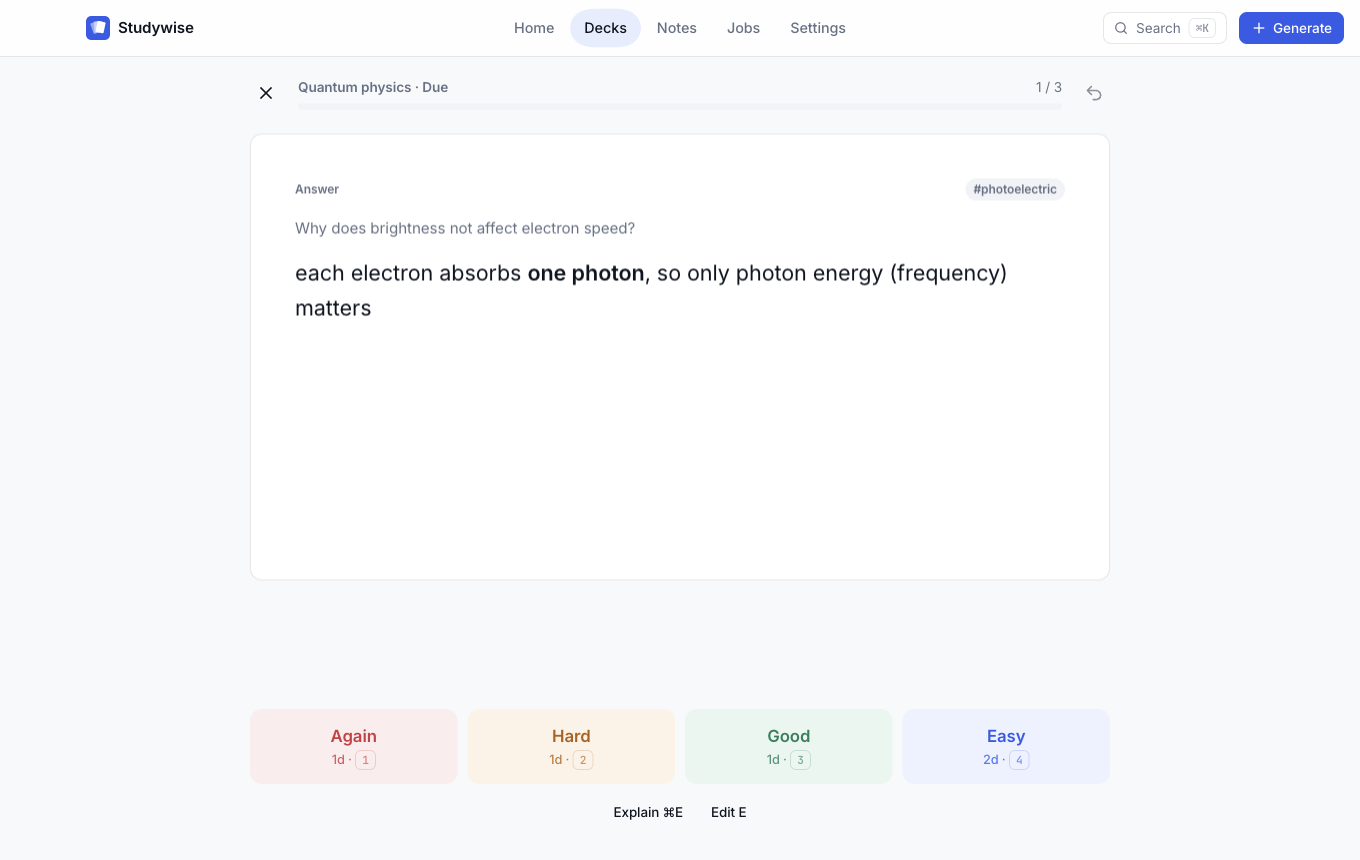 Studywise
Home Decks Notes Jobs Settings
Search ⌘K
+ Generate
Quantum physics · Due
1 / 3
Answer
#photoelectric
Why does brightness not affect electron speed?
each electron absorbs one photon, so only photon energy (frequency)
matters
Again
1d · 1
Hard
1d · 2
Good
1d · 3
Easy
2d · 4
Explain ⌘E
Edit E